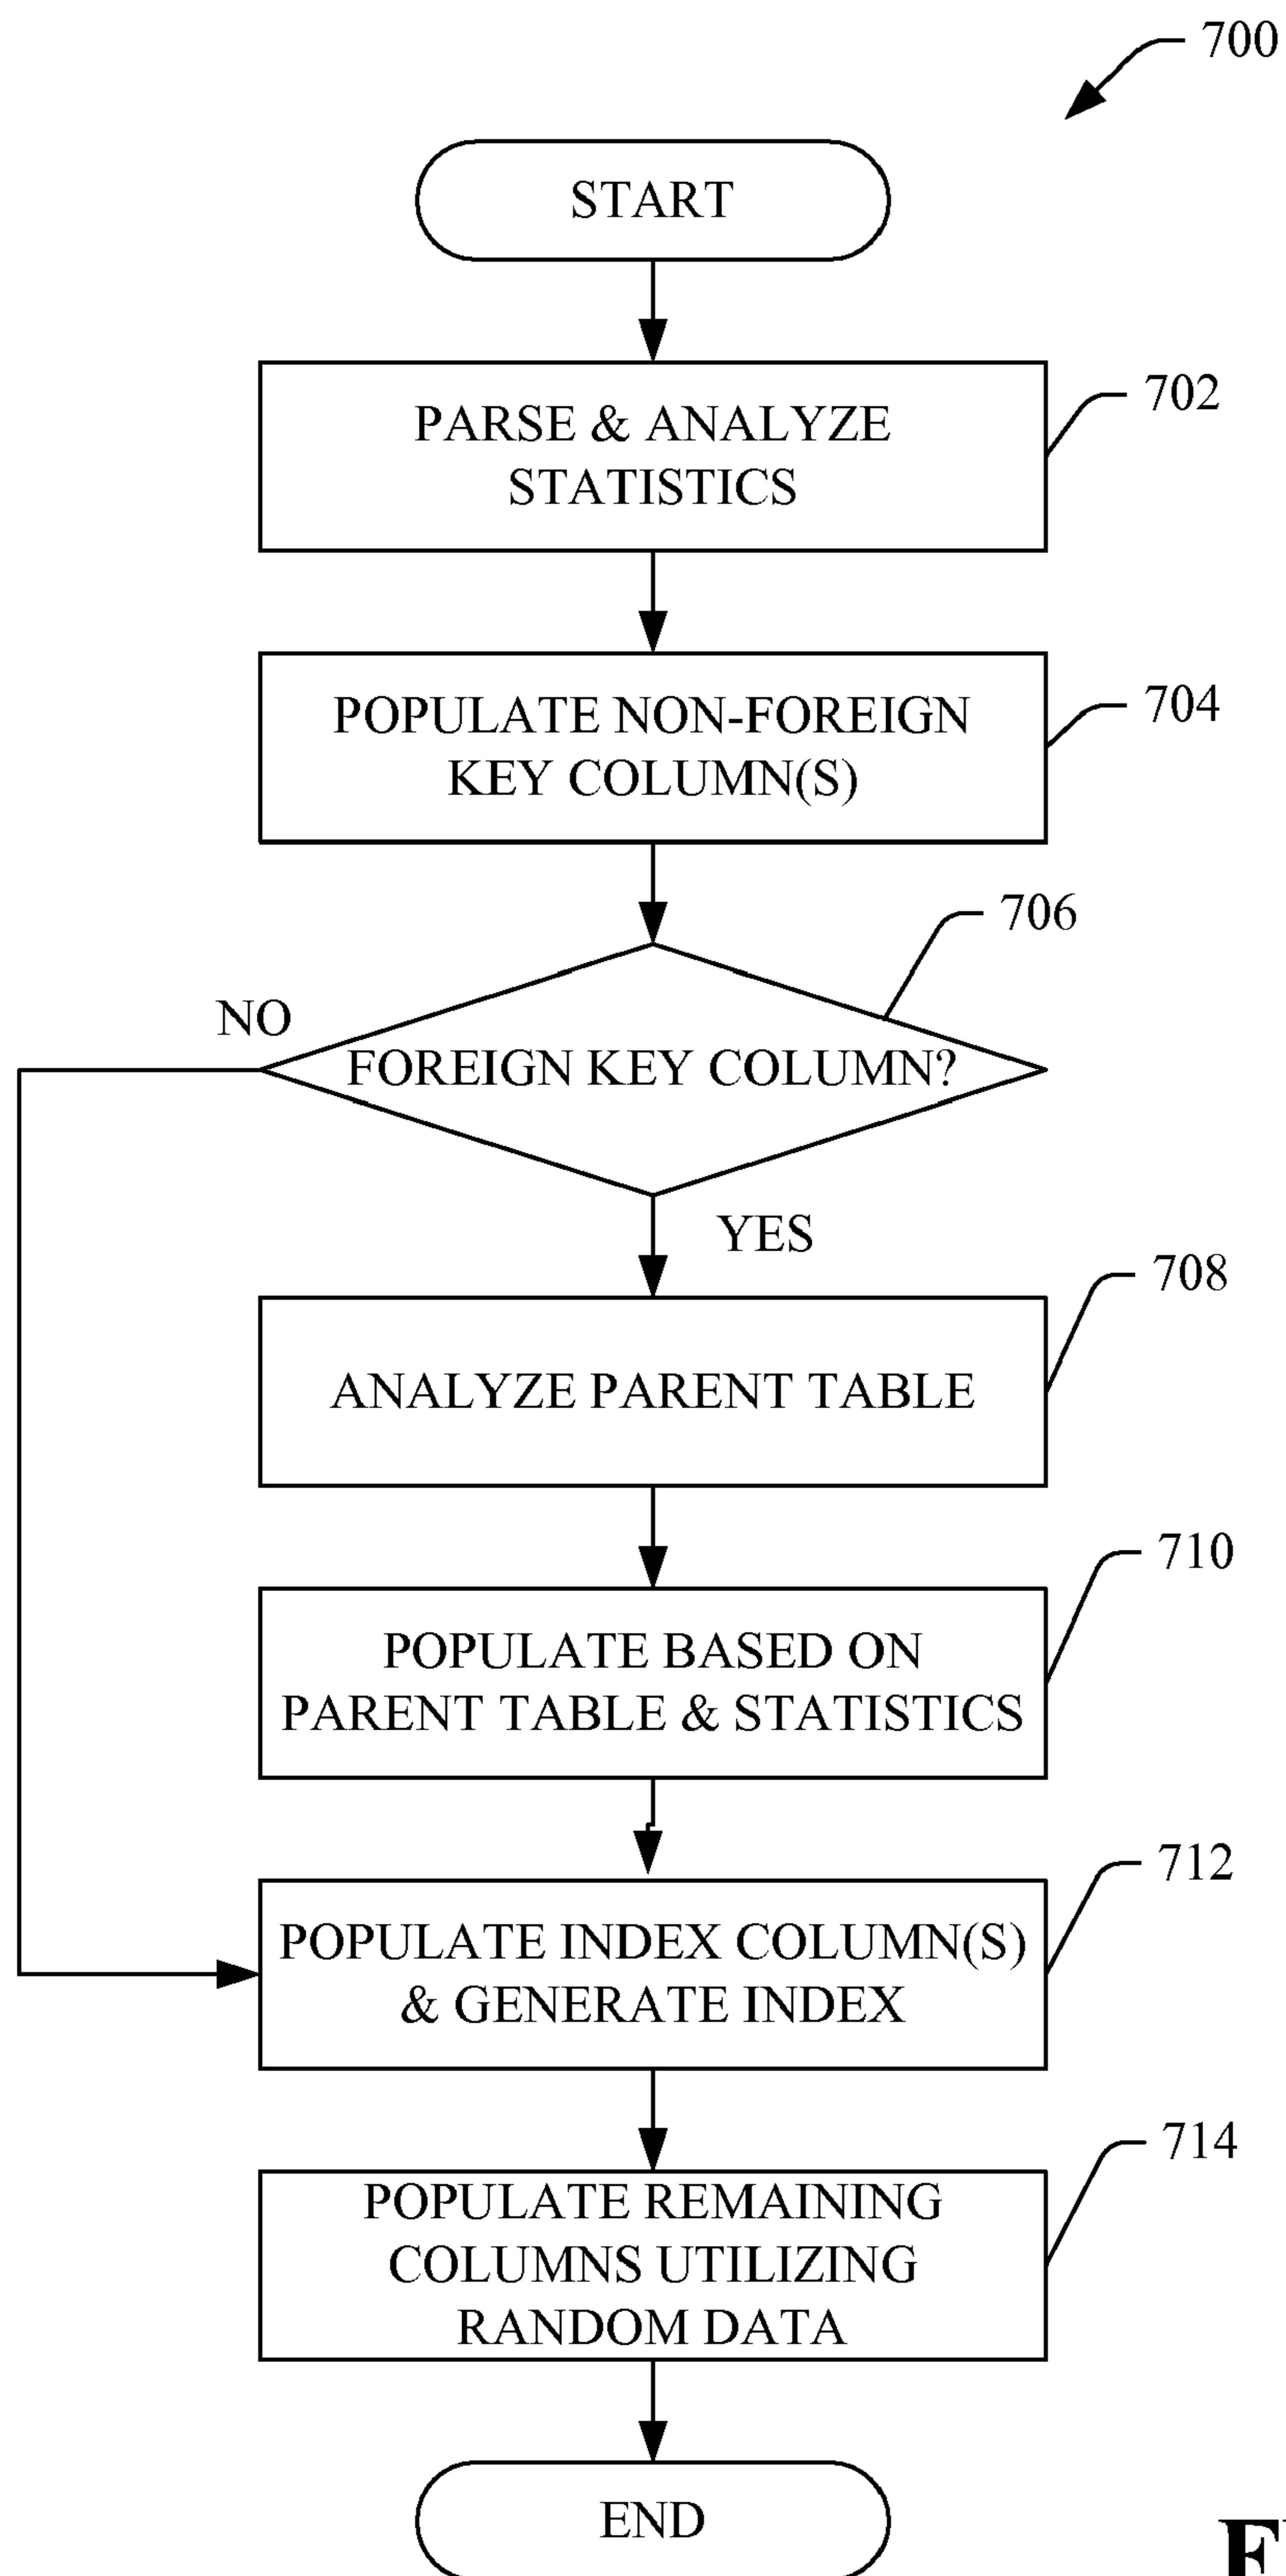 700
START
PARSE & ANALYZE
STATISTICS
702
POPULATE NON-FOREIGN
KEY COLUMN(S)
704
706
NO
FOREIGN KEY COLUMN?
YES
708
ANALYZE PARENT TABLE
710
POPULATE BASED ON
PARENT TABLE & STATISTICS
712
POPULATE INDEX COLUMN(S)
& GENERATE INDEX
714
POPULATE REMAINING
COLUMNS UTILIZING
RANDOM DATA
END